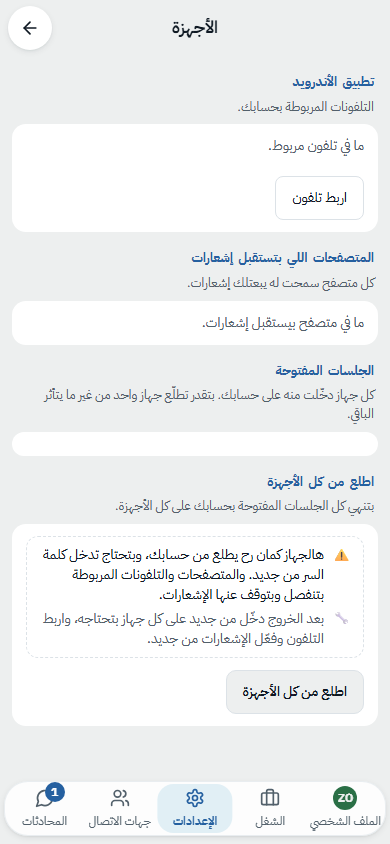 الأجهزة
تطبيق الأندرويد
التلفونات المربوطة بحسابك.
ما في تلفون مربوط.
اربط تلفون
المتصفحات اللي بتستقبل إشعارات
كل متصفح سمحت له يبعتلك إشعارات.
ما في متصفح بيستقبل إشعارات.
الجلسات المفتوحة
كل جهاز دخّلت منه على حسابك. بتقدر تطلّع جهاز واحد من غير ما يتأثر
الباقي.
اطلع من كل الأجهزة
بتنهي كل الجلسات المفتوحة بحسابك على كل الأجهزة.
هالجهاز كمان رح يطلع من حسابك، وبتحتاج تدخل كلمة
السر من جديد. والمتصفحات والتلفونات المربوطة
بتنفصل وبتوقف عنها الإشعارات.
بعد الخروج دخّل من جديد على كل جهاز بتحتاجه، واربط
التلفون وفعّل الإشعارات من جديد.
اطلع من كل الأجهزة
ZO
1
الملف الشخصي
الشغل
الإعدادات
جهات الاتصال
المحادثات